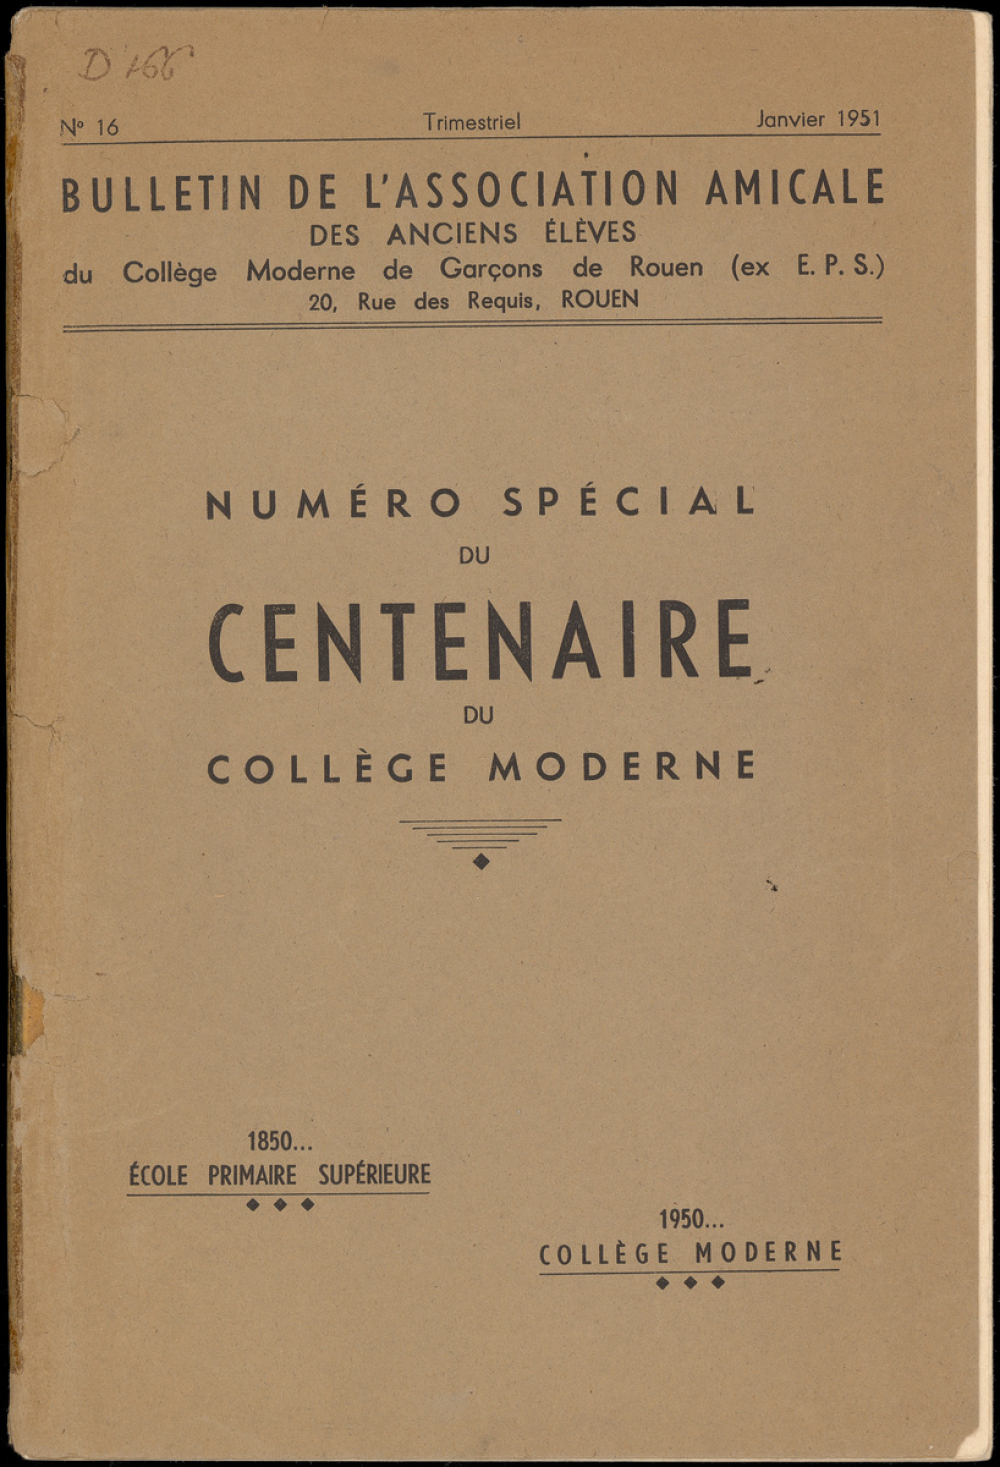 D 166
Nº 16 Trimestriel Janvier 1951
BULLETIN DE L'ASSOCIATION AMICALE
DES ANCIENS ÉLÈVES
du Collège Moderne de Garçons de Rouen (ex E. P. S.)
20, Rue des Requis, ROUEN
NUMÉRO SPÉCIAL
DU
CENTENAIRE
DU
COLLÈGE MODERNE
1850...
ÉCOLE PRIMAIRE SUPÉRIEURE
1950...
COLLÈGE MODERNE